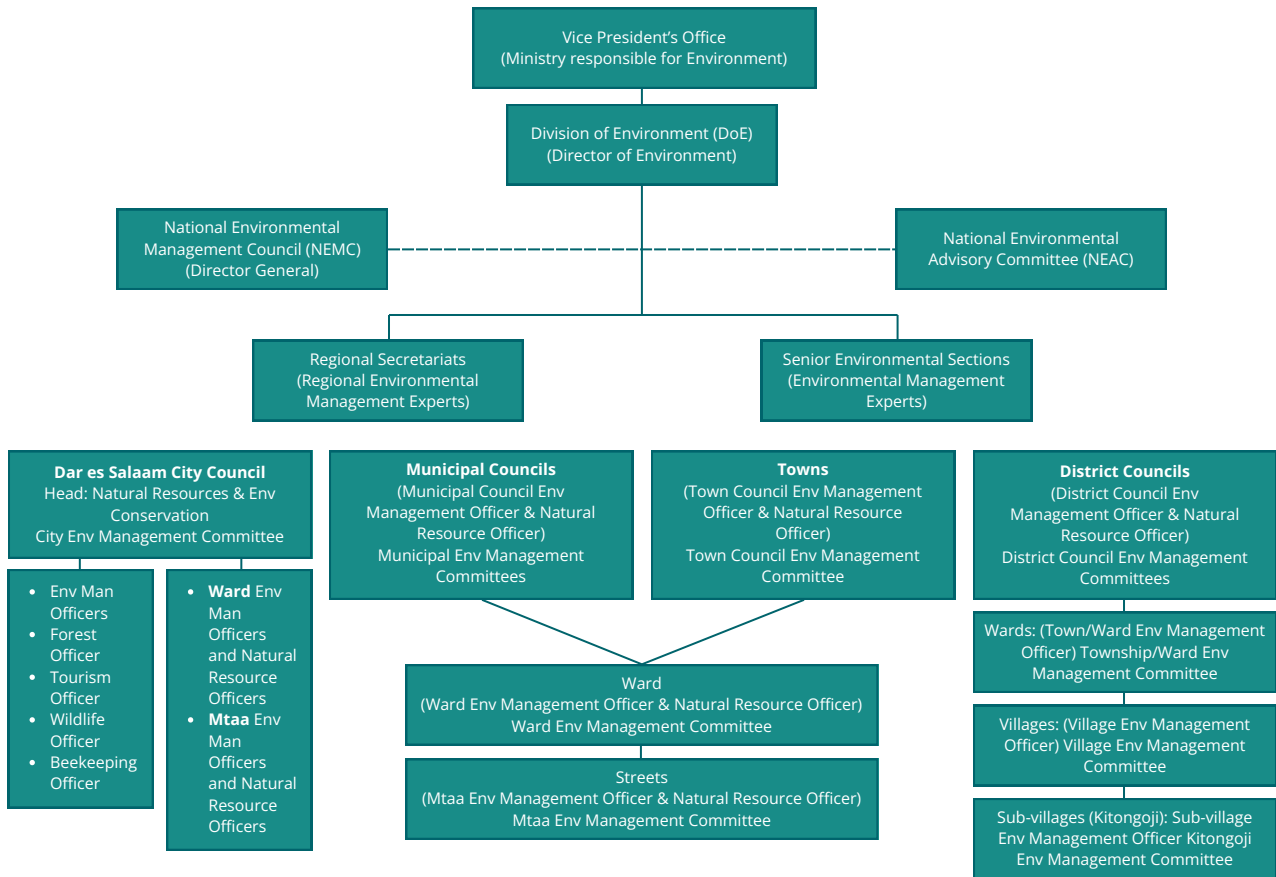 Vice President’s Office
(Ministry responsible for Environment)
Division of Environment (DoE)
(Director of Environment)
National Environmental
Management Council (NEMC)
(Director General)
National Environmental
Advisory Committee (NEAC)
Regional Secretariats
(Regional Environmental
Management Experts)
Senior Environmental Sections
(Environmental Management
Experts)
Dar es Salaam City Council
Head: Natural Resources & Env
Conservation
City Env Management Committee
• Env Man
Officers
• Forest
Officer
• Tourism
Officer
• Wildlife
Officer
• Beekeeping
Officer
• Ward Env
Man
Officers
and Natural
Resource
Officers
• Mtaa Env
Man
Officers
and Natural
Resource
Officers
Municipal Councils
(Municipal Council Env
Management Officer & Natural
Resource Officer)
Municipal Env Management
Committees
Towns
(Town Council Env Management
Officer & Natural Resource
Officer)
Town Council Env Management
Committee
Ward
(Ward Env Management Officer & Natural Resource Officer)
Ward Env Management Committee
Streets
(Mtaa Env Management Officer & Natural Resource Officer)
Mtaa Env Management Committee
District Councils
(District Council Env
Management Officer & Natural
Resource Officer)
District Council Env Management
Committees
Wards: (Town/Ward Env Management
Officer) Township/Ward Env
Management Committee
Villages: (Village Env Management
Officer) Village Env Management
Committee
Sub-villages (Kitongoji): Sub-village
Env Management Officer Kitongoji
Env Management Committee